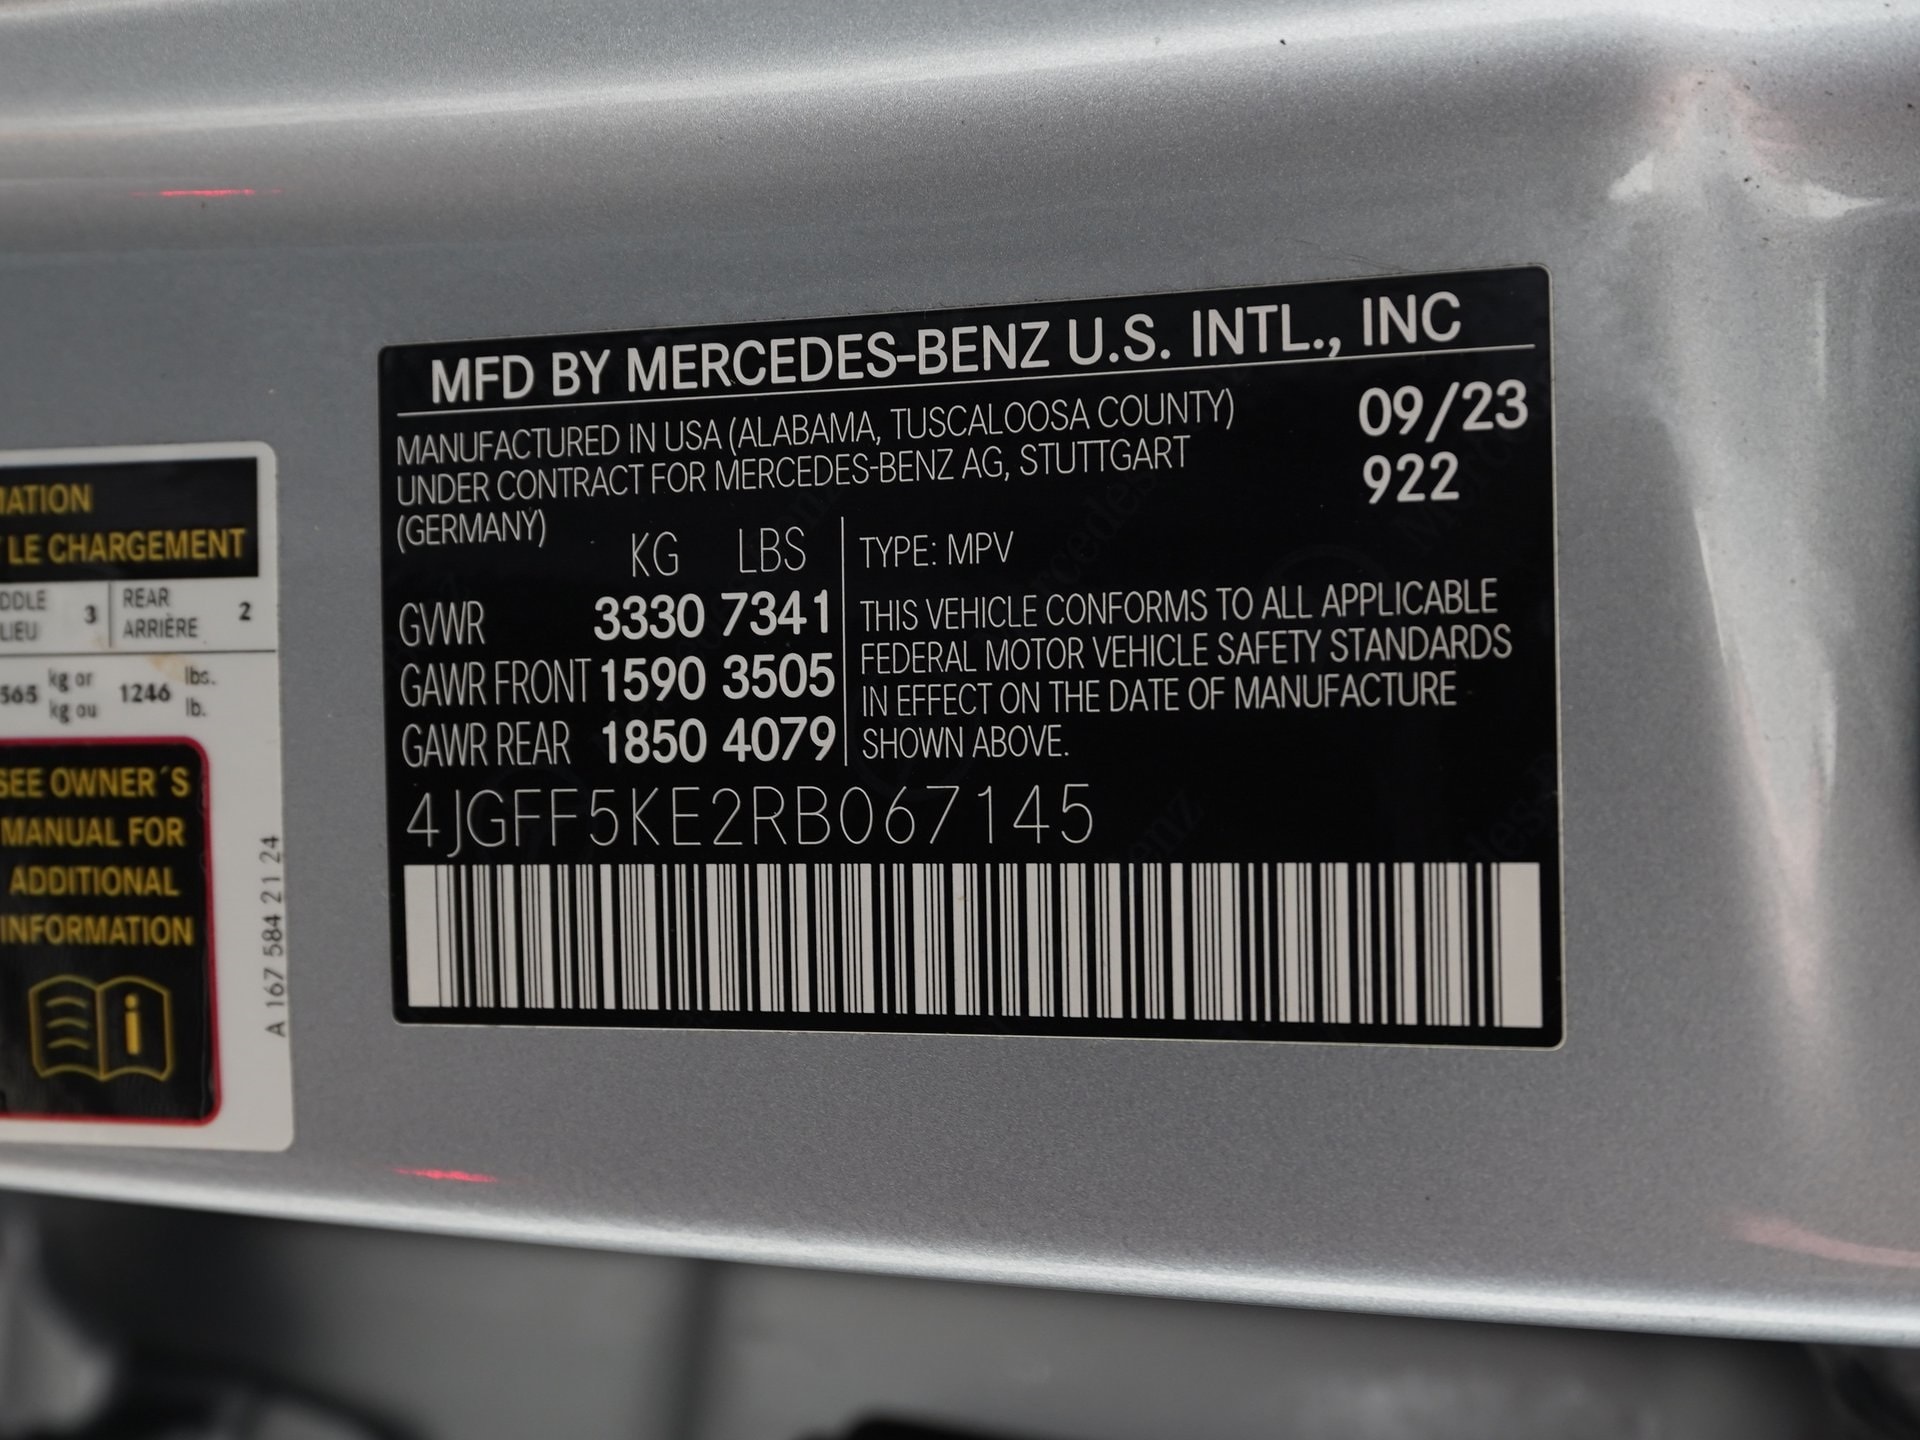 MATION
LE CHARGEMENT
DDLE
LIEU
3
REAR
ARRIÈRE
2
565 kg or 1246 lbs.
kg ou lb.
SEE OWNER´S
MANUAL FOR
ADDITIONAL
INFORMATION
i
A 167 584 21 24
MFD BY MERCEDES-BENZ U.S. INTL., INC
MANUFACTURED IN USA (ALABAMA, TUSCALOOSA COUNTY) 09/23
UNDER CONTRACT FOR MERCEDES-BENZ AG, STUTTGART 922
(GERMANY)
KG LBS
GVWR 3330 7341
GAWR FRONT 1590 3505
GAWR REAR 1850 4079
TYPE: MPV
THIS VEHICLE CONFORMS TO ALL APPLICABLE
FEDERAL MOTOR VEHICLE SAFETY STANDARDS
IN EFFECT ON THE DATE OF MANUFACTURE
SHOWN ABOVE.
4JGFF5KE2RB067145